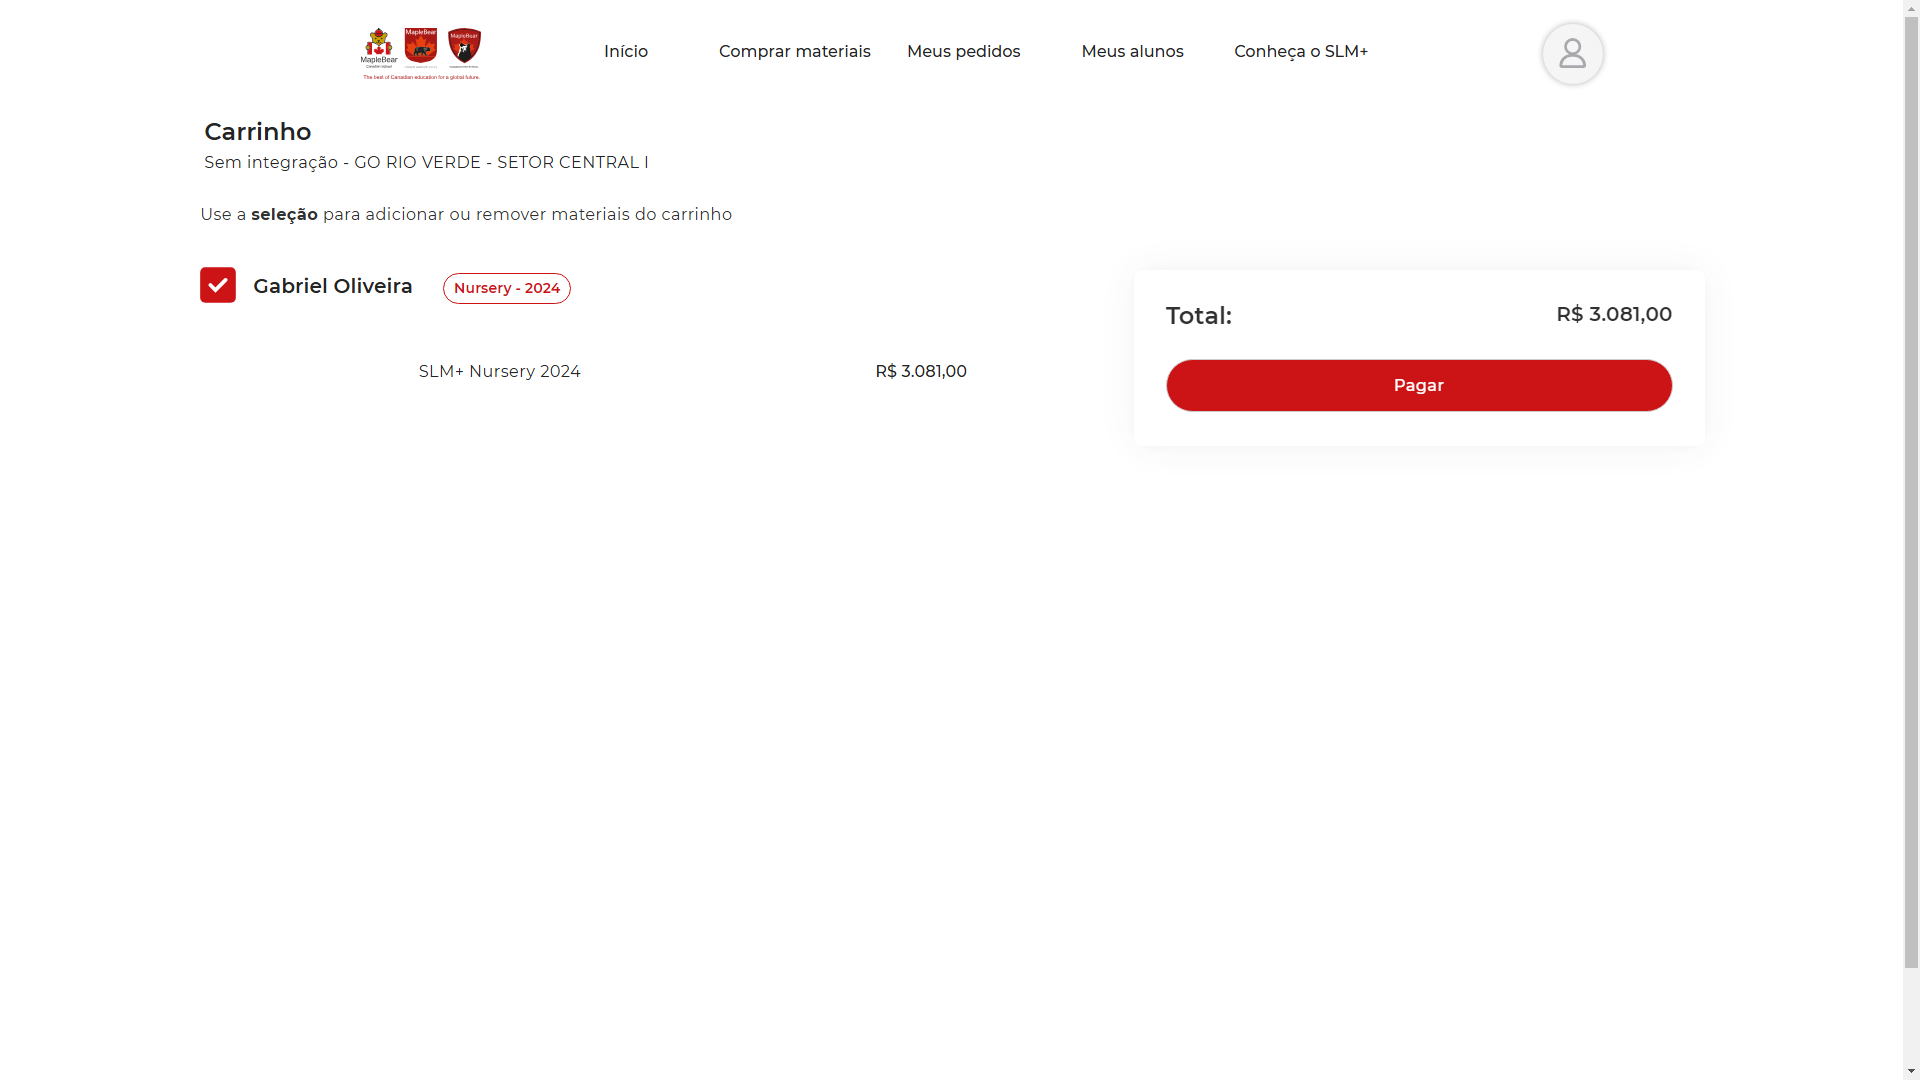 MapleBear MapleBear MapleBear
The best of Canadian education for a global future.
Início Comprar materiais Meus pedidos Meus alunos Conheça o SLM+
Carrinho
Sem integração - GO RIO VERDE - SETOR CENTRAL I
Use a seleção para adicionar ou remover materiais do carrinho
Gabriel Oliveira Nursery - 2024
SLM+ Nursery 2024 R$ 3.081,00
Total: R$ 3.081,00
Pagar